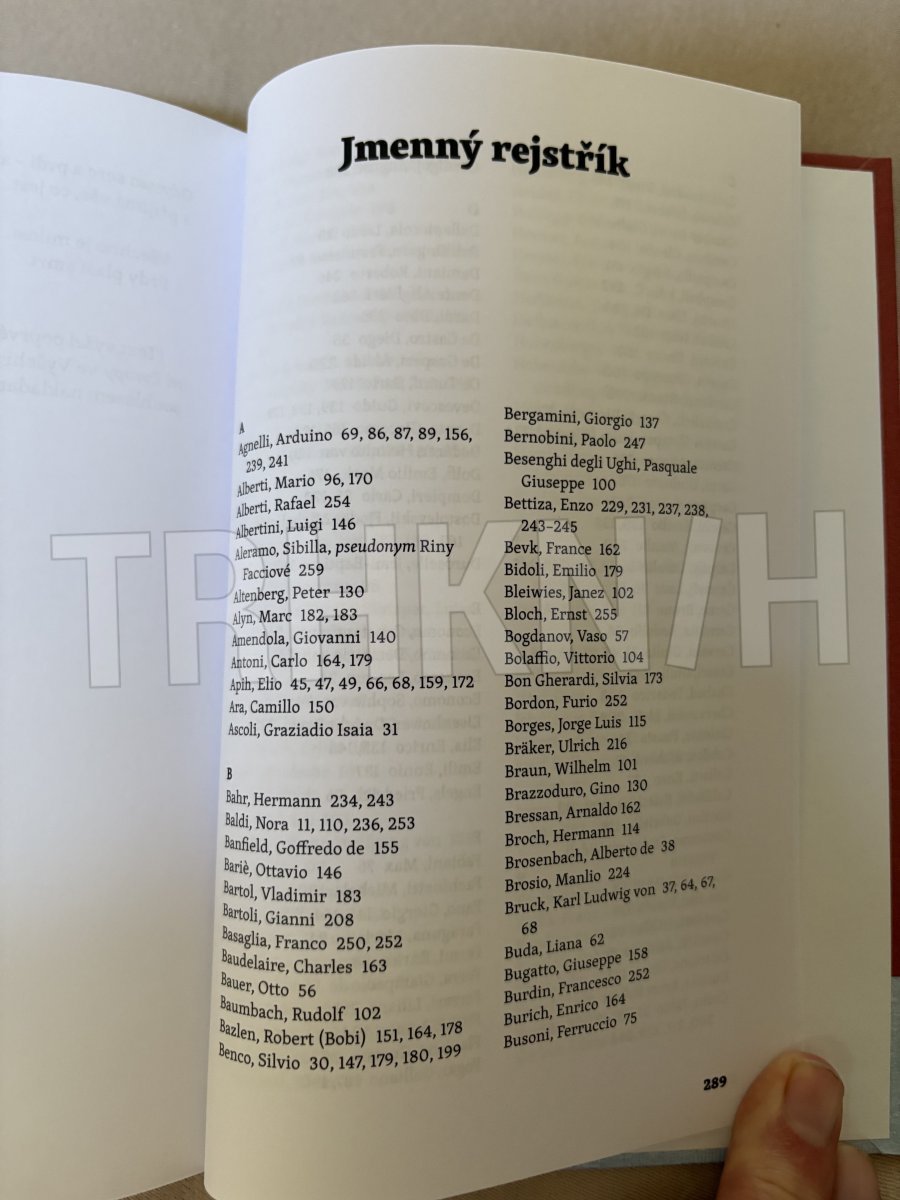 Jmenný rejstřík
A
Agnelli, Arduino 69, 86, 87, 89, 156,
239, 241
Alberti, Mario 96, 170
Alberti, Rafael 254
Albertini, Luigi 146
Aleramo, Sibilla, pseudonym Riny
Facciové 259
Altenberg, Peter 130
Alyn, Marc 182, 183
Amendola, Giovanni 140
Antoni, Carlo 164, 179
Apih, Elio 45, 47, 49, 66, 68, 159, 172
Ara, Camillo 150
Ascoli, Graziadio Isaia 31
B
Bahr, Hermann 234, 243
Baldi, Nora 11, 110, 236, 253
Banfield, Goffredo de 155
Bariè, Ottavio 146
Bartol, Vladimir 183
Bartoli, Gianni 208
Basaglia, Franco 250, 252
Baudelaire, Charles 163
Bauer, Otto 56
Baumbach, Rudolf 102
Bazlen, Robert (Bobi) 151, 164, 178
Benco, Silvio 30, 147, 179, 180, 199
Bergamini, Giorgio 137
Bernobini, Paolo 247
Besenghi degli Ughi, Pasquale
Giuseppe 100
Bettiza, Enzo 229, 231, 237, 238,
243–245
Bevk, France 162
Bidoli, Emilio 179
Bleiwies, Janez 102
Bloch, Ernst 255
Bogdanov, Vaso 57
Bolaffio, Vittorio 104
Bon Gherardi, Silvia 173
Bordon, Furio 252
Borges, Jorge Luis 115
Bräker, Ulrich 216
Braun, Wilhelm 101
Brazzoduro, Gino 130
Bressan, Arnaldo 162
Broch, Hermann 114
Brosenbach, Alberto de 38
Brosio, Manlio 224
Bruck, Karl Ludwig von 37, 64, 67,
68
Buda, Liana 62
Bugatto, Giuseppe 158
Burdin, Francesco 252
Burich, Enrico 164
Busoni, Ferruccio 75
289
TRHKN/H